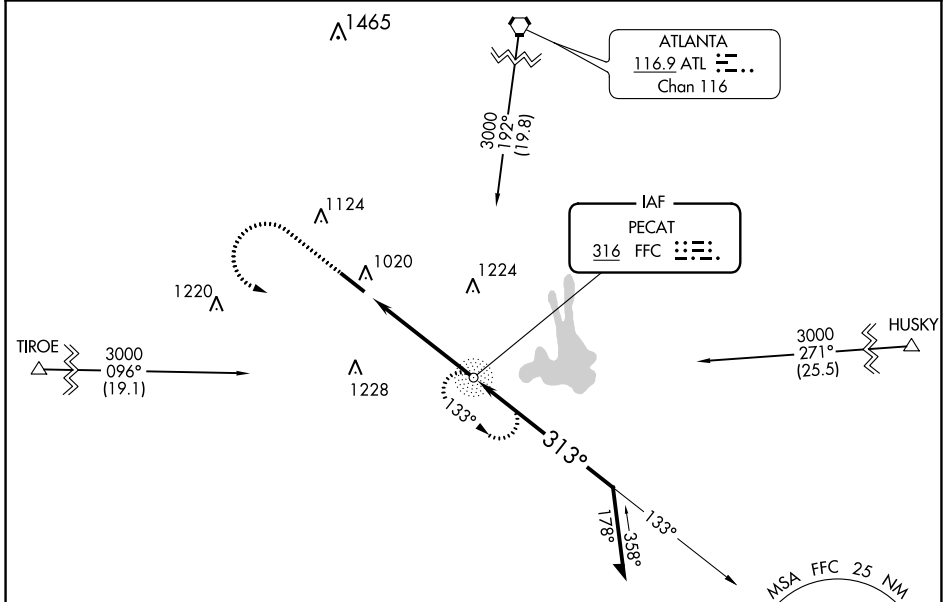 1465
ATLANTA
116.9 ATL
Chan 116
3000
192°
(19.8)
IAF
PECAT
316 FFC
1124
1020
1224
1220
TIROE
3000
096°
(19.1)
HUSKY
3000
271°
(25.5)
1228
133°
313°
133°
178°
358°
MSA FFC 25 NM